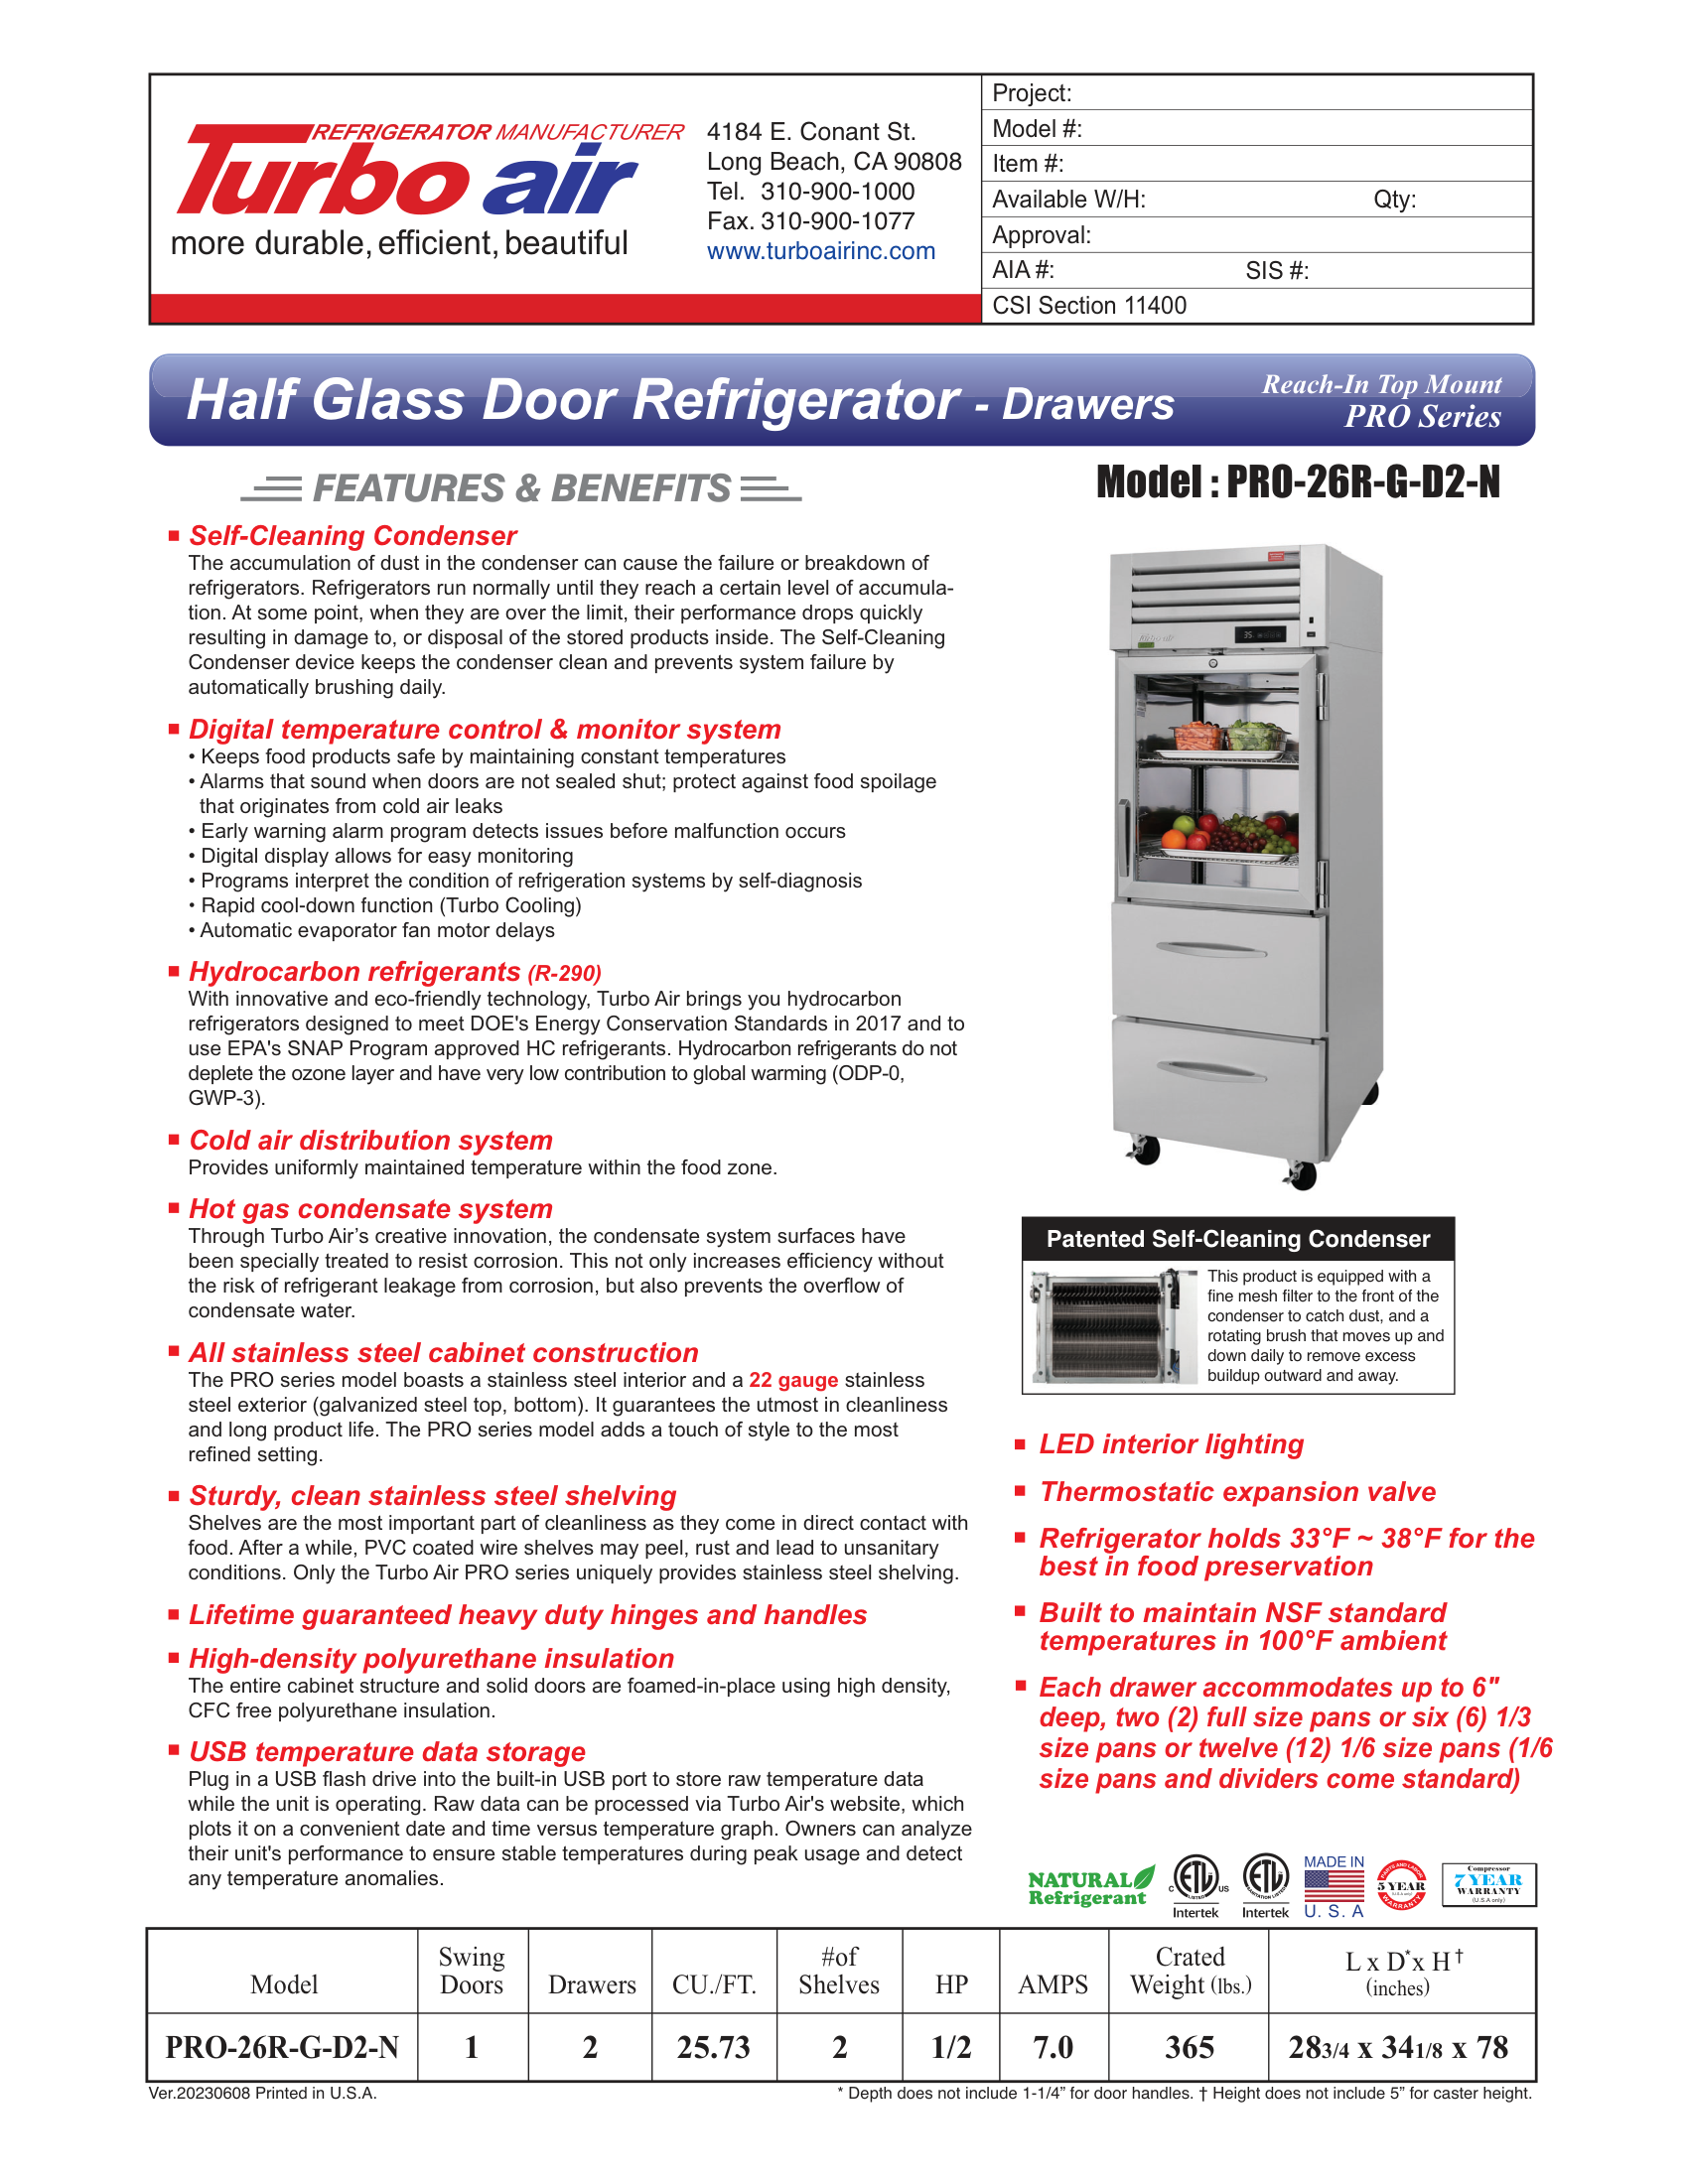 REFRIGERATOR MANUFACTURER
Turbo air
more durable, efficient, beautiful
4184 E. Conant St.
Long Beach, CA 90808
Tel. 310-900-1000
Fax. 310-900-1077
www.turboairinc.com
Project:
Model #:
Item #:
Available W/H: Qty:
Approval:
AIA #: SIS #:
CSI Section 11400
Half Glass Door Refrigerator - Drawers
Reach-In Top Mount
PRO Series
FEATURES & BENEFITS
Self-Cleaning Condenser
The accumulation of dust in the condenser can cause the failure or breakdown of
refrigerators. Refrigerators run normally until they reach a certain level of accumula-
tion. At some point, when they are over the limit, their performance drops quickly
resulting in damage to, or disposal of the stored products inside. The Self-Cleaning
Condenser device keeps the condenser clean and prevents system failure by
automatically brushing daily.
Digital temperature control & monitor system
• Keeps food products safe by maintaining constant temperatures
• Alarms that sound when doors are not sealed shut; protect against food spoilage
that originates from cold air leaks
• Early warning alarm program detects issues before malfunction occurs
• Digital display allows for easy monitoring
• Programs interpret the condition of refrigeration systems by self-diagnosis
• Rapid cool-down function (Turbo Cooling)
• Automatic evaporator fan motor delays
Hydrocarbon refrigerants (R-290)
With innovative and eco-friendly technology, Turbo Air brings you hydrocarbon
refrigerators designed to meet DOE's Energy Conservation Standards in 2017 and to
use EPA's SNAP Program approved HC refrigerants. Hydrocarbon refrigerants do not
deplete the ozone layer and have very low contribution to global warming (ODP-0,
GWP-3).
Cold air distribution system
Provides uniformly maintained temperature within the food zone.
Hot gas condensate system
Through Turbo Air's creative innovation, the condensate system surfaces have
been specially treated to resist corrosion. This not only increases efficiency without
the risk of refrigerant leakage from corrosion, but also prevents the overflow of
condensate water.
All stainless steel cabinet construction
The PRO series model boasts a stainless steel interior and a 22 gauge stainless
steel exterior (galvanized steel top, bottom). It guarantees the utmost in cleanliness
and long product life. The PRO series model adds a touch of style to the most
refined setting.
Sturdy, clean stainless steel shelving
Shelves are the most important part of cleanliness as they come in direct contact with
food. After a while, PVC coated wire shelves may peel, rust and lead to unsanitary
conditions. Only the Turbo Air PRO series uniquely provides stainless steel shelving.
Lifetime guaranteed heavy duty hinges and handles
High-density polyurethane insulation
The entire cabinet structure and solid doors are foamed-in-place using high density,
CFC free polyurethane insulation.
USB temperature data storage
Plug in a USB flash drive into the built-in USB port to store raw temperature data
while the unit is operating. Raw data can be processed via Turbo Air's website, which
plots it on a convenient date and time versus temperature graph. Owners can analyze
their unit's performance to ensure stable temperatures during peak usage and detect
any temperature anomalies.
Model : PRO-26R-G-D2-N
Turbo air
35
Patented Self-Cleaning Condenser
This product is equipped with a
fine mesh filter to the front of the
condenser to catch dust, and a
rotating brush that moves up and
down daily to remove excess
buildup outward and away.
LED interior lighting
Thermostatic expansion valve
Refrigerator holds 33°F ~ 38°F for the
best in food preservation
Built to maintain NSF standard
temperatures in 100°F ambient
Each drawer accommodates up to 6"
deep, two (2) full size pans or six (6) 1/3
size pans or twelve (12) 1/6 size pans (1/6
size pans and dividers come standard)
NATURAL
Refrigerant
C ETL US
LISTED
Intertek
ETL
SANITATION LISTED
Intertek
MADE IN
U. S. A
PARTS AND LABOR
5 YEAR
(U.S.A only)
WARRANTY
Compressor
7 YEAR
WARRANTY
(U.S.A only)
Model Swing Doors Drawers CU./FT. #of Shelves HP AMPS Crated Weight (lbs.) L x D* x H† (inches)
PRO-26R-G-D2-N 1 2 25.73 2 1/2 7.0 365 283/4 x 341/8 x 78
Ver.20230608 Printed in U.S.A.
* Depth does not include 1-1/4” for door handles. † Height does not include 5” for caster height.